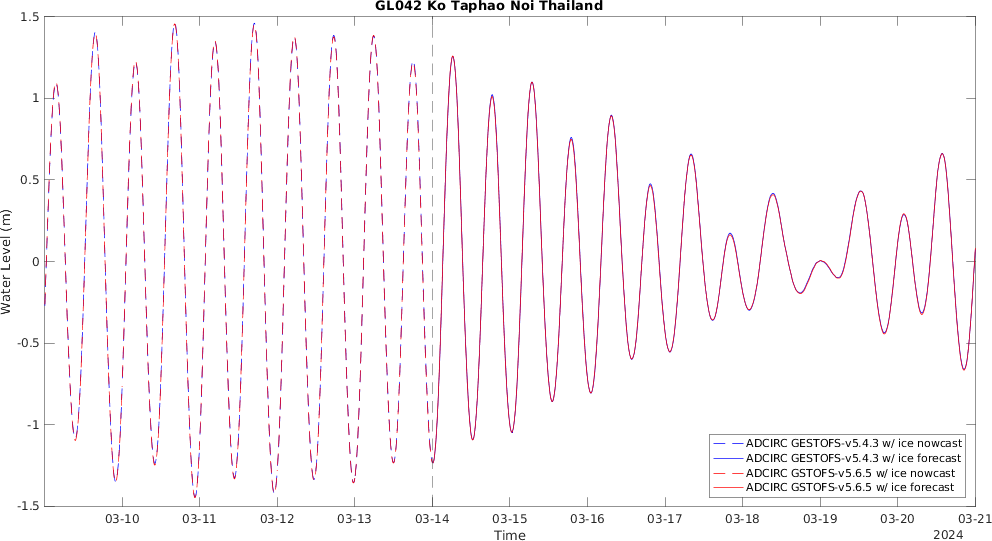 GL042 Ko Taphao Noi Thailand
1.5
1
0.5
0
-0.5
-1
-1.5
Water Level (m)
03-10 03-11 03-12 03-13 03-14 03-15 03-16 03-17 03-18 03-19 03-20 03-21
Time
2024
ADCIRC GESTOFS-v5.4.3 w/ ice nowcast
ADCIRC GESTOFS-v5.4.3 w/ ice forecast
ADCIRC GSTOFS-v5.6.5 w/ ice nowcast
ADCIRC GSTOFS-v5.6.5 w/ ice forecast